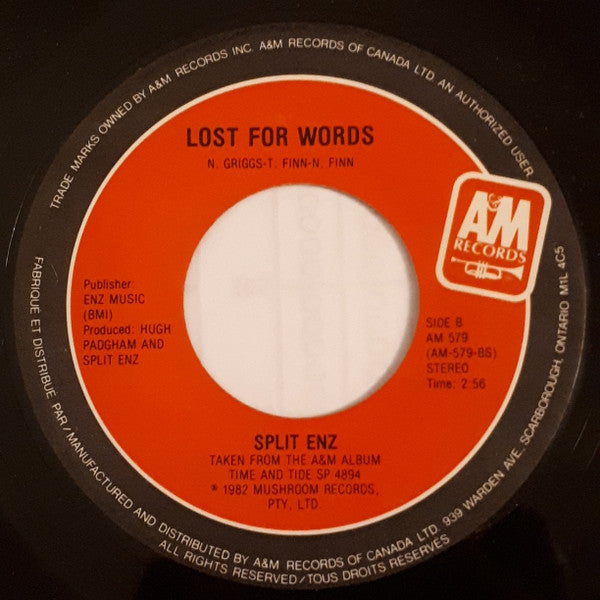 TRADE MARKS OWNED BY A&M RECORDS INC. A&M RECORDS OF CANADA LTD. AN AUTHORIZED USER.
LOST FOR WORDS
N. GRIGGS-T. FINN-N. FINN
A&M
RECORDS
Publisher:
ENZ MUSIC
(BMI)
Produced: HUGH
PADGHAM AND
SPLIT ENZ
SIDE B
AM 579
(AM-579-BS)
STEREO
Time: 2:56
SPLIT ENZ
TAKEN FROM THE A&M ALBUM
TIME AND TIDE SP 4894
℗ 1982 MUSHROOM RECORDS,
PTY, LTD.
FABRIQUE ET DISTRIBUÉ PAR/MANUFACTURED AND DISTRIBUTED BY A&M RECORDS OF CANADA LTD. 939 WARDEN AVE. SCARBOROUGH, ONTARIO M1L 4C5
ALL RIGHTS RESERVED/TOUS DROITS RESERVÉS